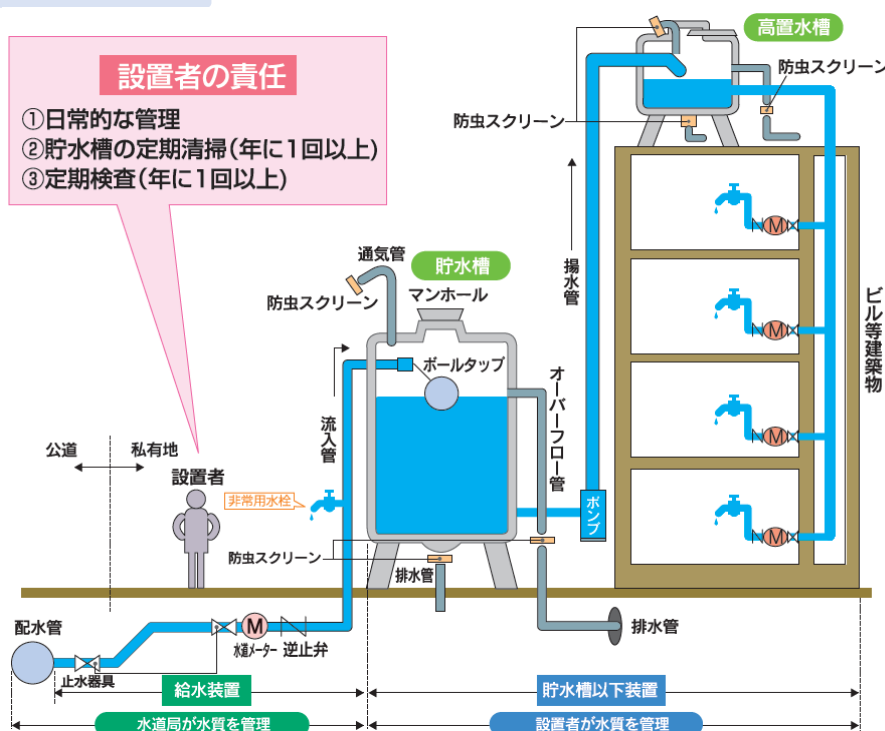 設置者の責任
①日常的な管理
②貯水槽の定期清掃(年に1回以上)
③定期検査(年に1回以上)
高置水槽
防虫スクリーン
防虫スクリーン
揚水管
ビル等建築物
M
M
M
M
通気管
貯水槽
防虫スクリーン
マンホール
ボールタップ
流入管
オーバーフロー管
ポンプ
公道
私有地
設置者
非常用水栓
防虫スクリーン
排水管
排水管
配水管
止水器具
M
水道メーター
逆止弁
給水装置
貯水槽以下装置
水道局が水質を管理
設置者が水質を管理